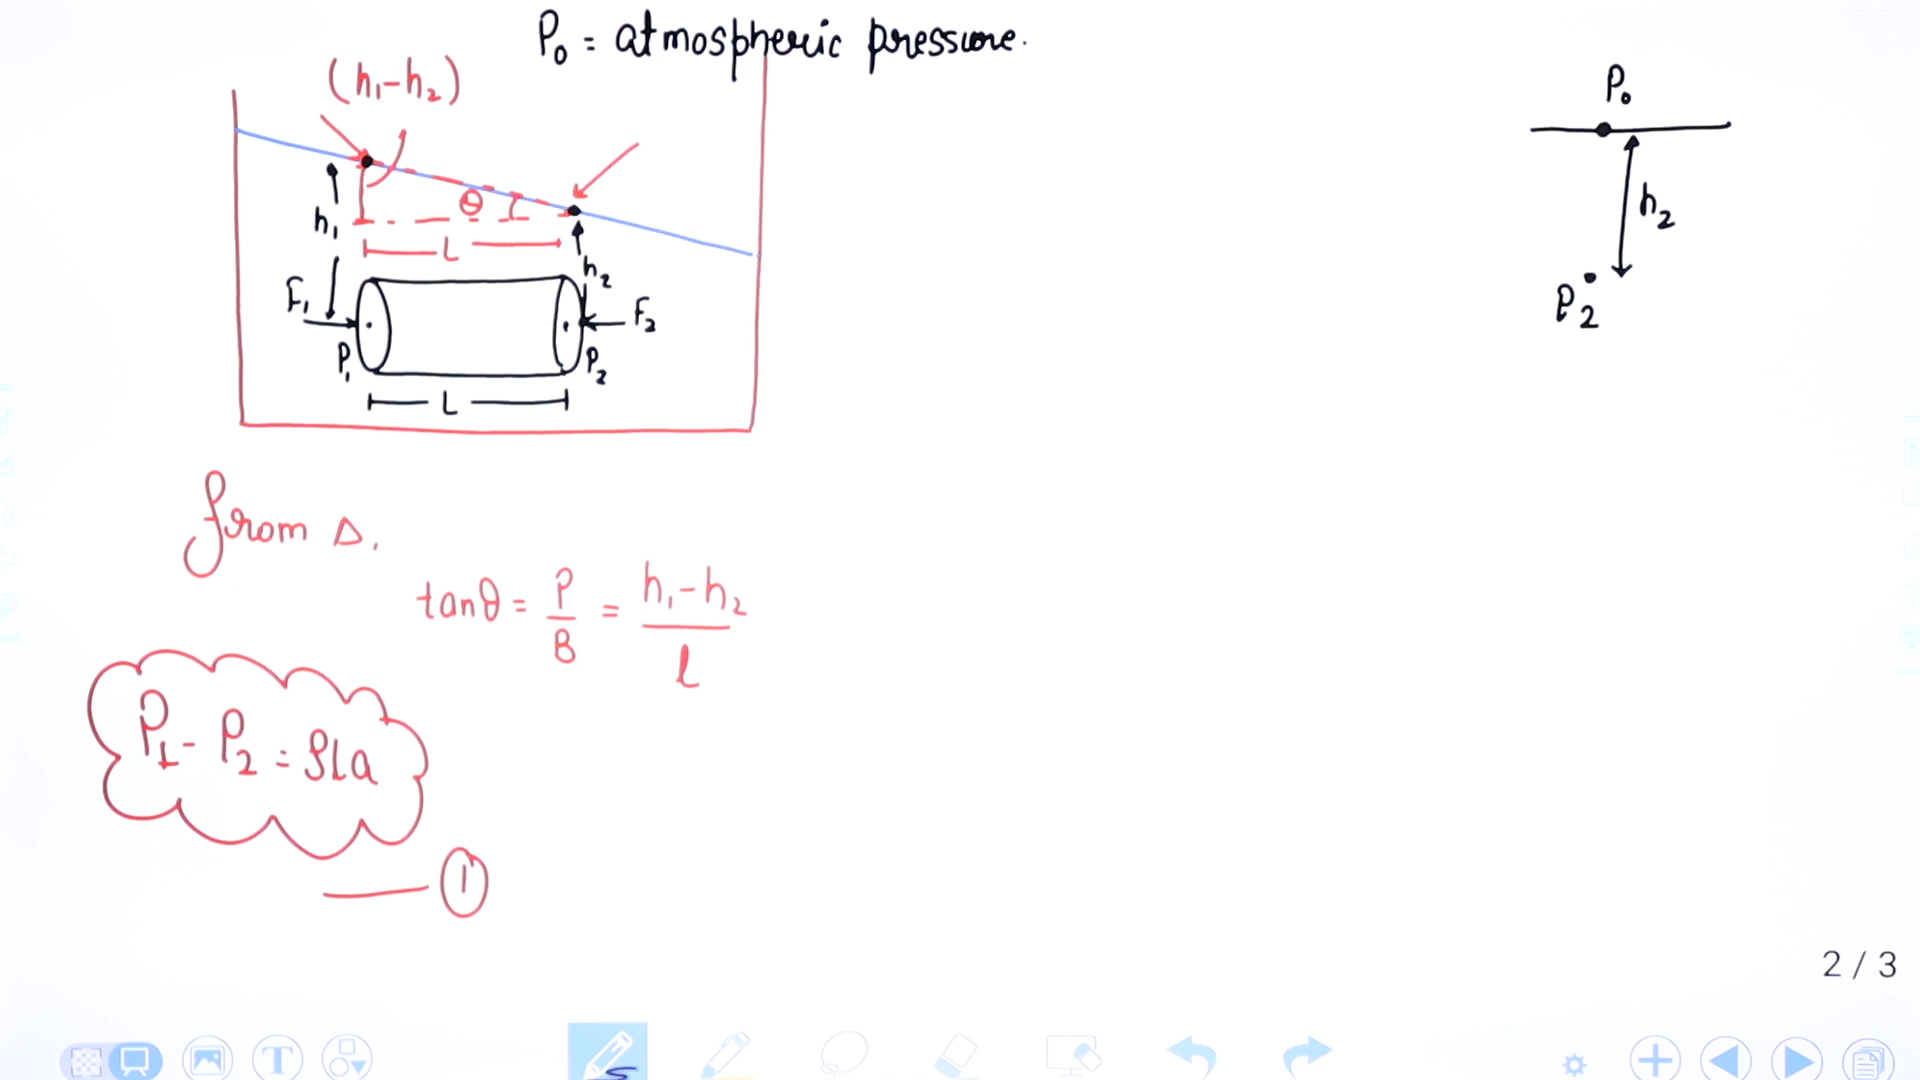 P₀ = atmospheric pressure.
(h₁-h₂)
P₀
θ
h₁
L
h₂
h₂
F₁
F₂
P₁
P₂
P₂
L
from Δ,
tanθ = P/B = h₁-h₂/l
P₁ - P₂ = ρLa
①
2 / 3
T